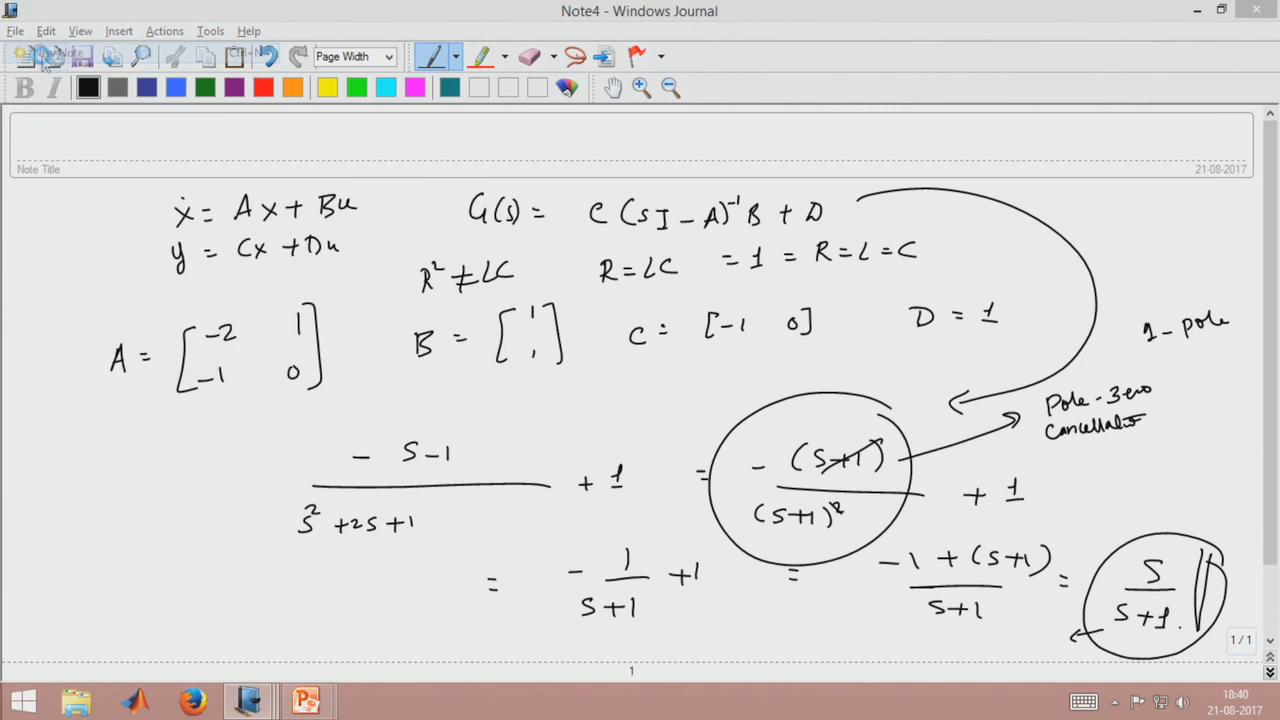 Note4 - Windows Journal
File Edit View Insert Actions Tools Help
Page Width
B I
Note Title
21-08-2017
ẋ = Ax + Bu
G(s) = C (sI - A)⁻¹ B + D
y = Cx + Du
R² ≠ LC
R = LC = 1 = R = L = C
A = [-2 1
-1 0]
B = [1
1]
C = [-1 0]
D = 1
1 - pole
Pole - Zero
- S - 1
S² + 2S + 1
+ 1
= - (S+1)
(S+1)²
+ 1
= - 1
S+1
+ 1
= -1 + (S+1)
S+1
= S
S+1.
1 / 1
1
18:40
21-08-2017